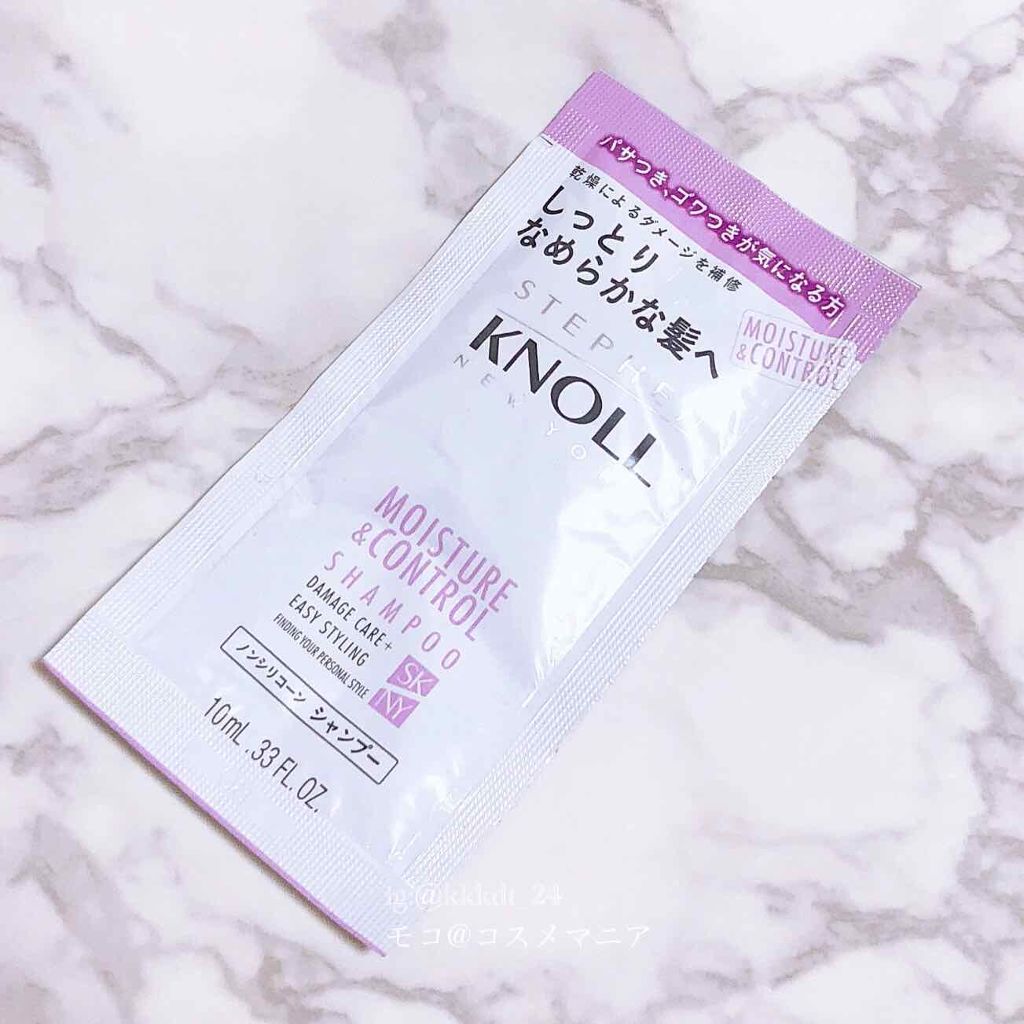 パサつき、ゴワつきが気になる方
乾燥によるダメージを補修
しっとり
なめらかな髪へ
MOISTURE
&CONTROL
STEPHEN
KNOLL
NEW YO
MOISTURE
&CONTROL
SHAMPOO
DAMAGE CARE+
EASY STYLING
FINDING YOUR PERSONAL STYLE
SK
NY
ノンシリコーン シャンプー
10mL .33 FL. OZ.
ig:@kkkdt_24
モコ@コスメマニア